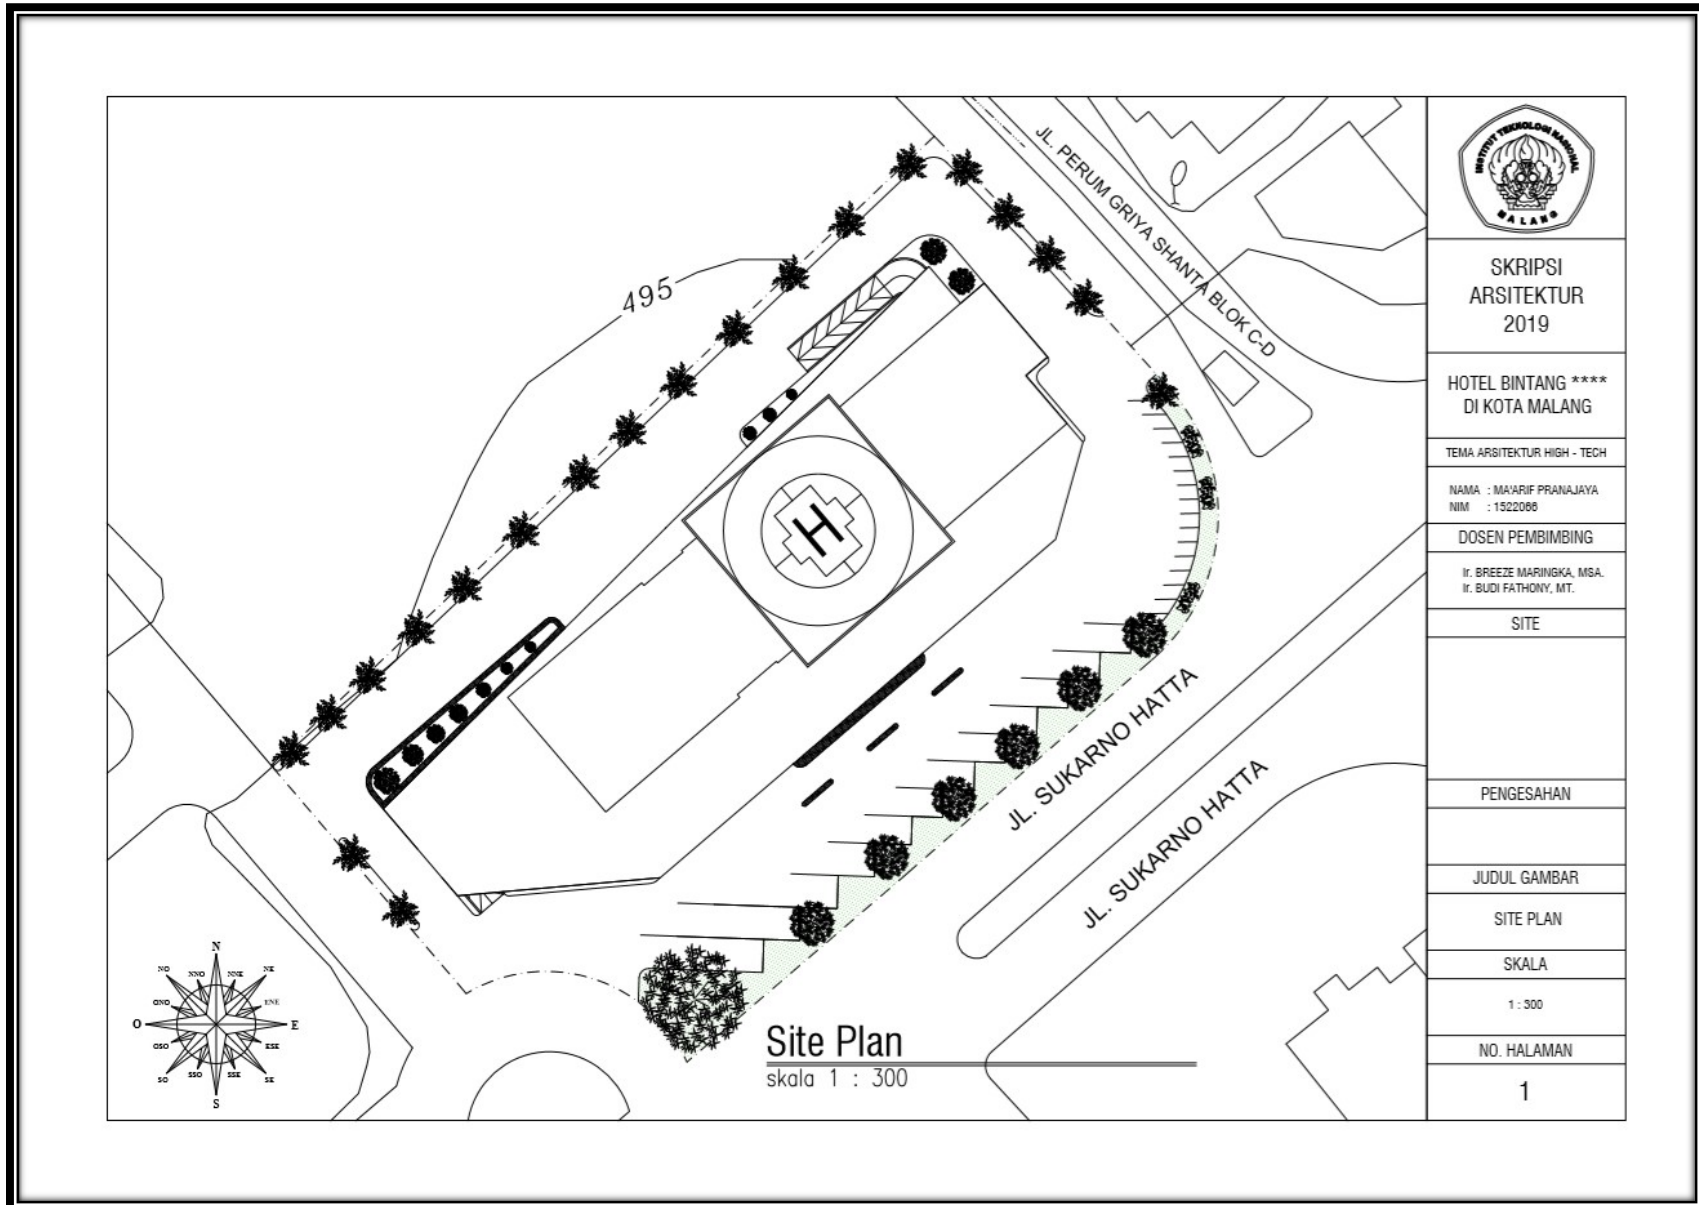 JL. PERUM GRIYA SHANTA BLOK C-D
495
H
JL. SUKARNO HATTA
JL. SUKARNO HATTA
N
NO
NNO
NNE
NE
ONO
ENE
O
E
OSO
ESE
SO
SSO
SSE
SE
S
Site Plan
skala 1 : 300
INSTITUT TEKNOLOGI NASIONAL
MALANG
SKRIPSI
ARSITEKTUR
2019
HOTEL BINTANG ****
DI KOTA MALANG
TEMA ARSITEKTUR HIGH - TECH
NAMA : MA'ARIF PRANAJAYA
NIM : 1522066
DOSEN PEMBIMBING
Ir. BREEZE MARINGKA, MSA.
Ir. BUDI FATHONY, MT.
SITE
PENGESAHAN
JUDUL GAMBAR
SITE PLAN
SKALA
1 : 300
NO. HALAMAN
1